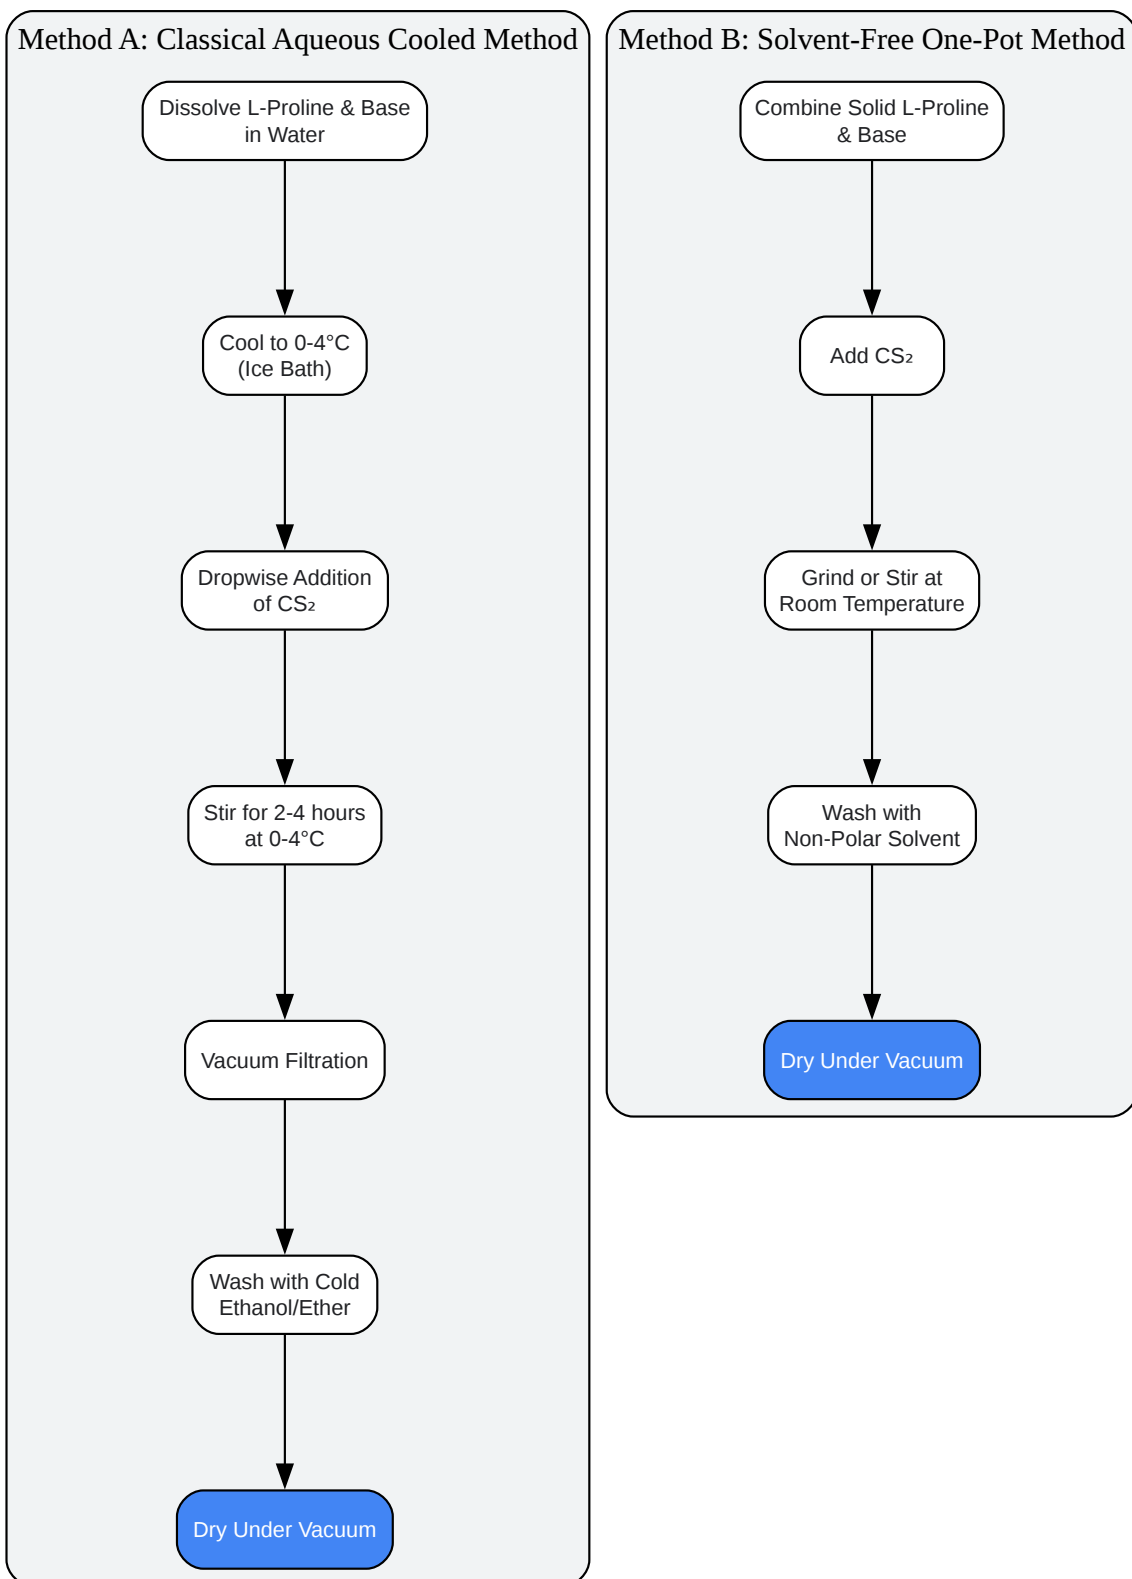 Method A: Classical Aqueous Cooled Method
Dissolve L-Proline & Base
in Water
Cool to 0-4°C
(Ice Bath)
Dropwise Addition
of CS₂
Stir for 2-4 hours
at 0-4°C
Vacuum Filtration
Wash with Cold
Ethanol/Ether
Dry Under Vacuum
Method B: Solvent-Free One-Pot Method
Combine Solid L-Proline
& Base
Add CS₂
Grind or Stir at
Room Temperature
Wash with
Non-Polar Solvent
Dry Under Vacuum